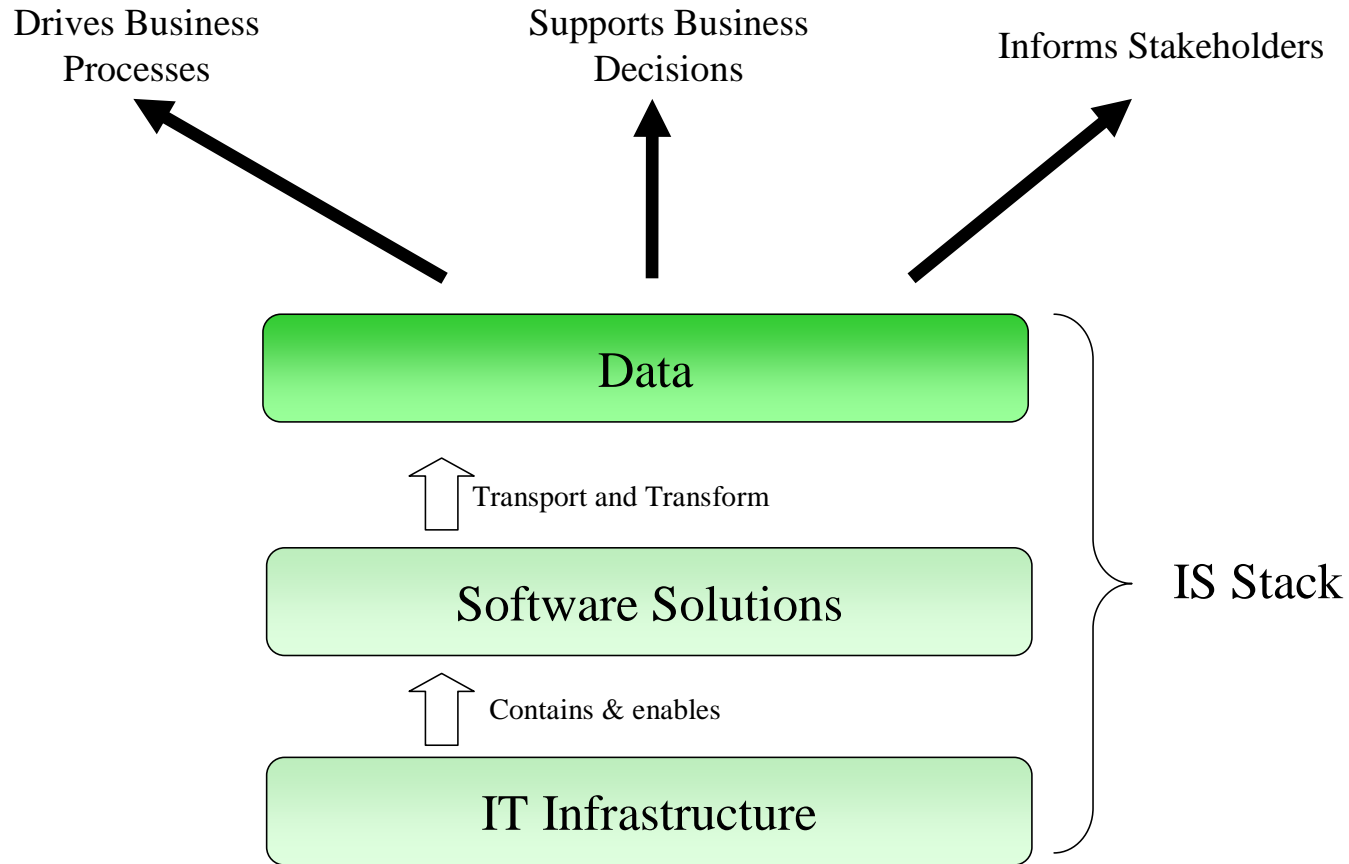 Drives Business
Processes
Supports Business
Decisions
Informs Stakeholders
Data
Transport and Transform
Software Solutions
IS Stack
Contains & enables
IT Infrastructure